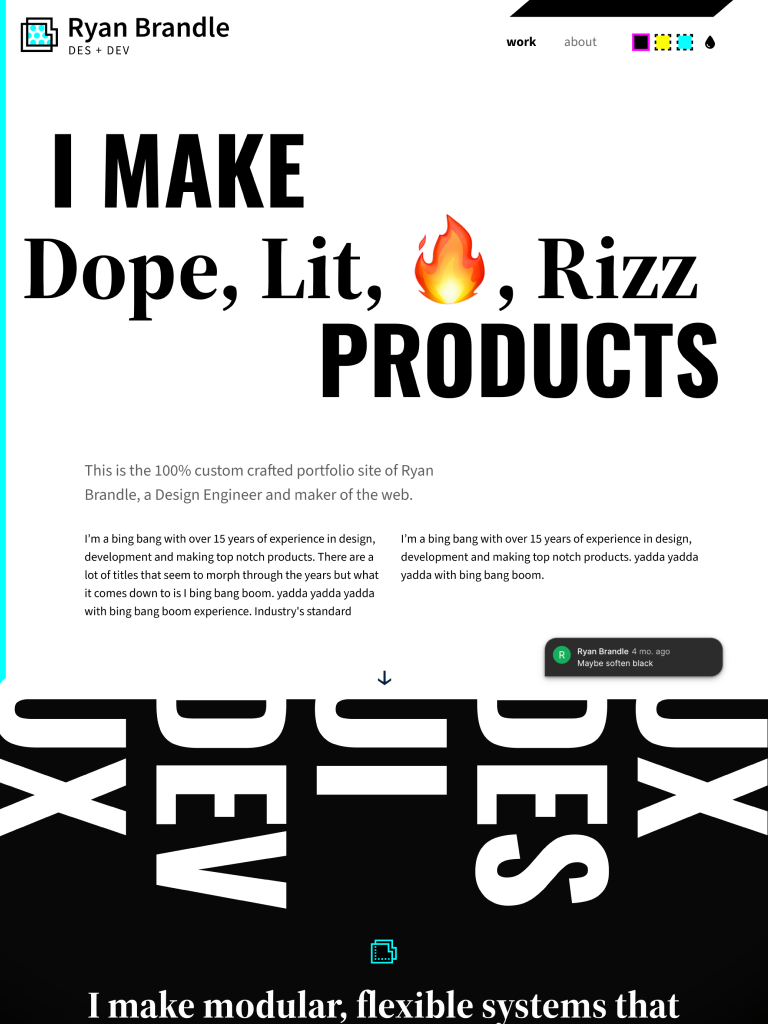 Ryan Brandle
DES + DEV
work about
I MAKE
Dope, Lit, 🔥, Rizz
PRODUCTS
This is the 100% custom crafted portfolio site of Ryan
Brandle, a Design Engineer and maker of the web.
I’m a bing bang with over 15 years of experience in design,
development and making top notch products. There are a
lot of titles that seem to morph through the years but what
it comes down to is I bing bang boom. yadda yadda yadda
with bing bang boom experience. Industry's standard
I’m a bing bang with over 15 years of experience in design,
development and making top notch products. yadda yadda
yadda with bing bang boom.
R Ryan Brandle 4 mo. ago
Maybe soften black
UX DEV UI DES UX
I make modular, flexible systems that